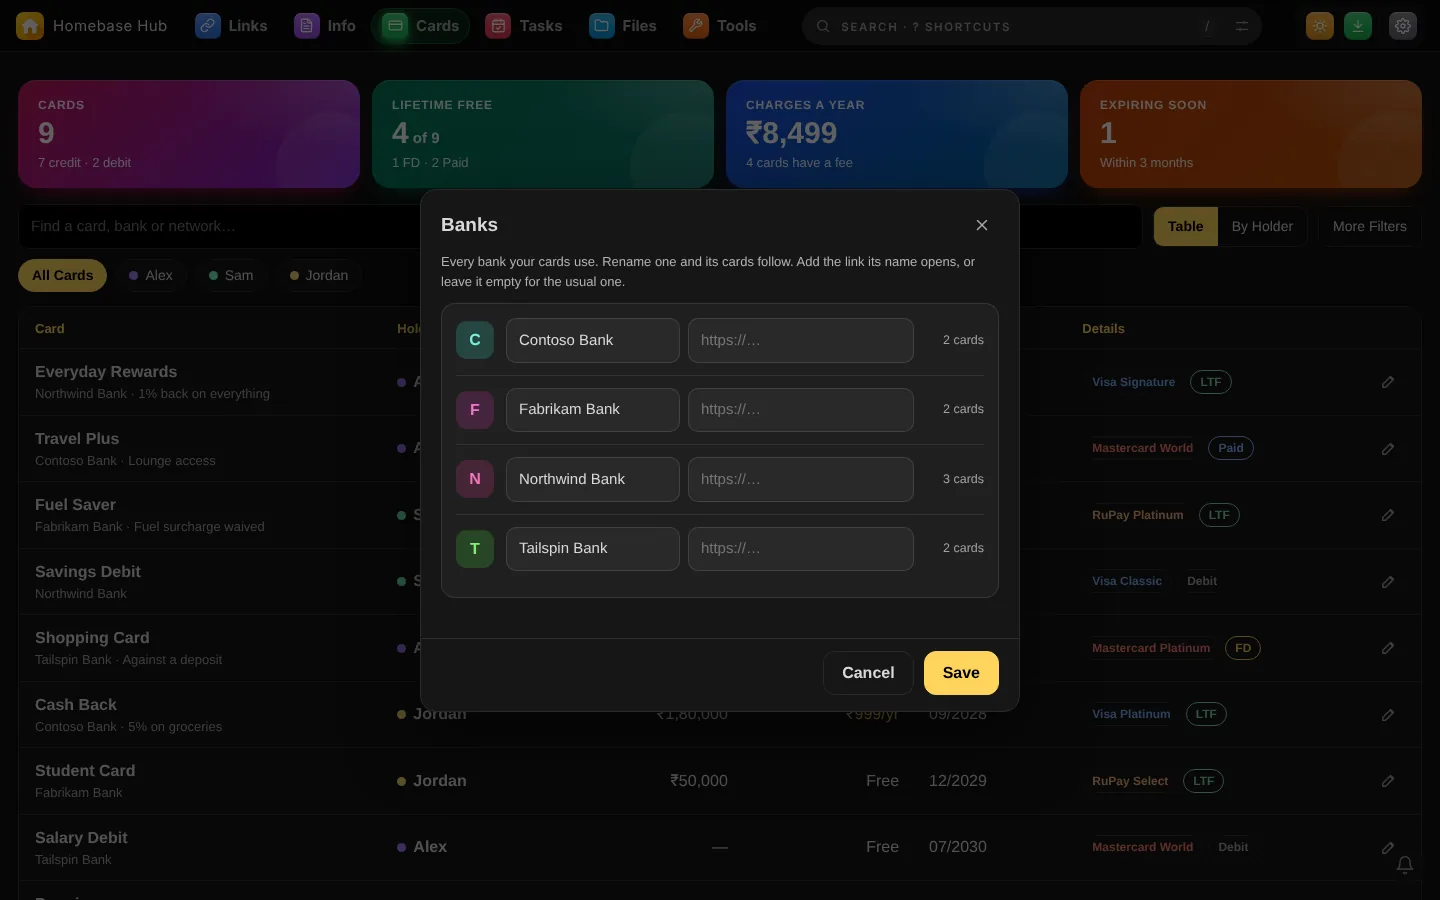 Homebase Hub
Links
Info
Cards
Tasks
Files
Tools
SEARCH · ? SHORTCUTS
/
CARDS
9
7 credit · 2 debit
LIFETIME FREE
4 of 9
1 FD · 2 Paid
CHARGES A YEAR
₹8,499
4 cards have a fee
EXPIRING SOON
1
Within 3 months
Find a card, bank or network…
Table
By Holder
More Filters
All Cards
Alex
Sam
Jordan
Banks
Every bank your cards use. Rename one and its cards follow. Add the link its name opens, or
leave it empty for the usual one.
C
Contoso Bank
https://…
2 cards
F
Fabrikam Bank
https://…
2 cards
N
Northwind Bank
https://…
3 cards
T
Tailspin Bank
https://…
2 cards
Cancel
Save
Card
Details
Everyday Rewards
Northwind Bank · 1% back on everything
Visa Signature
LTF
Travel Plus
Contoso Bank · Lounge access
Mastercard World
Paid
Fuel Saver
Fabrikam Bank · Fuel surcharge waived
RuPay Platinum
LTF
Savings Debit
Northwind Bank
Visa Classic
Debit
Shopping Card
Tailspin Bank · Against a deposit
Mastercard Platinum
FD
Cash Back
Contoso Bank · 5% on groceries
Jordan
₹1,80,000
₹999/yr
09/2028
Visa Platinum
LTF
Student Card
Fabrikam Bank
Jordan
₹50,000
Free
12/2029
RuPay Select
LTF
Salary Debit
Tailspin Bank
Alex
—
Free
07/2030
Mastercard World
Debit